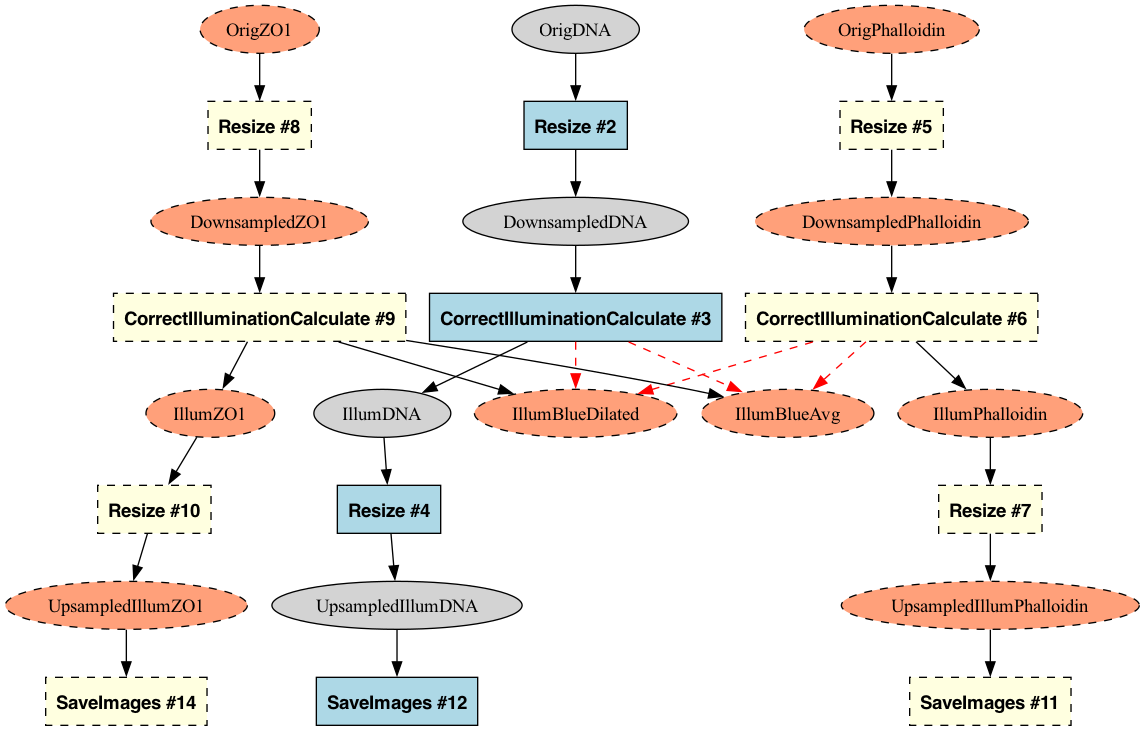 OrigZO1
OrigDNA
OrigPhalloidin
Resize #8
Resize #2
Resize #5
DownsampledZO1
DownsampledDNA
DownsampledPhalloidin
CorrectIlluminationCalculate #9
CorrectIlluminationCalculate #3
CorrectIlluminationCalculate #6
IllumZO1
IllumDNA
IllumBlueDilated
IllumBlueAvg
IllumPhalloidin
Resize #10
Resize #4
Resize #7
UpsampledIllumZO1
UpsampledIllumDNA
UpsampledIllumPhalloidin
SaveImages #14
SaveImages #12
SaveImages #11